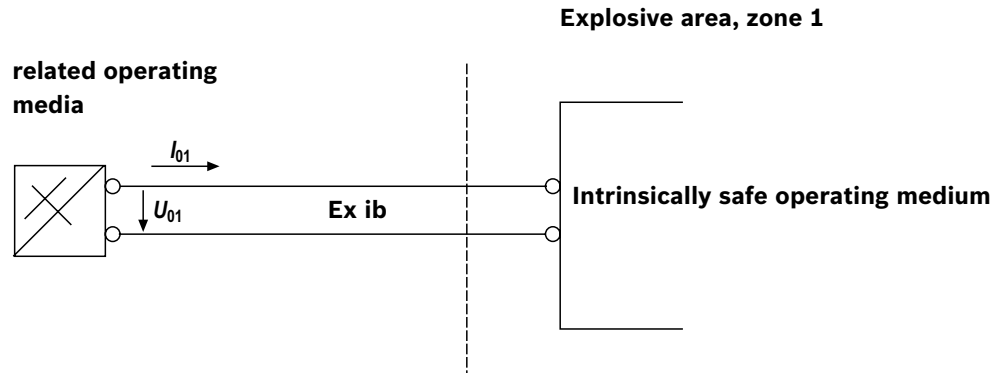 Explosive area, zone 1
related operating
media
I01
U01
Ex ib
Intrinsically safe operating medium